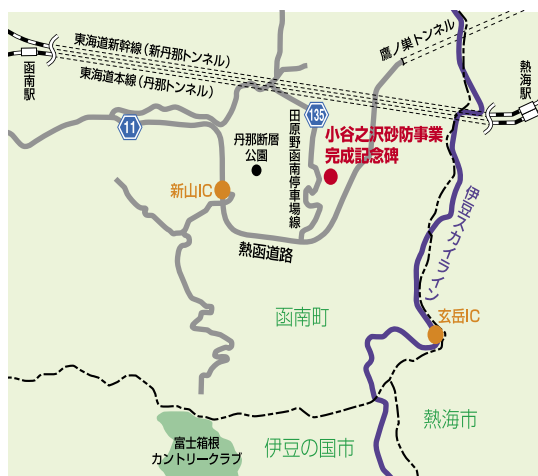 東海道新幹線(新丹那トンネル)
東海道本線(丹那トンネル)
函南駅
鷹ノ巣トンネル
熱海駅
11
135
丹那断層
公園
田原野函南停車場線
小谷之沢砂防事業
完成記念碑
新山IC
熱函道路
伊豆スカイライン
函南町
玄岳IC
熱海市
富士箱根
カントリークラブ
伊豆の国市